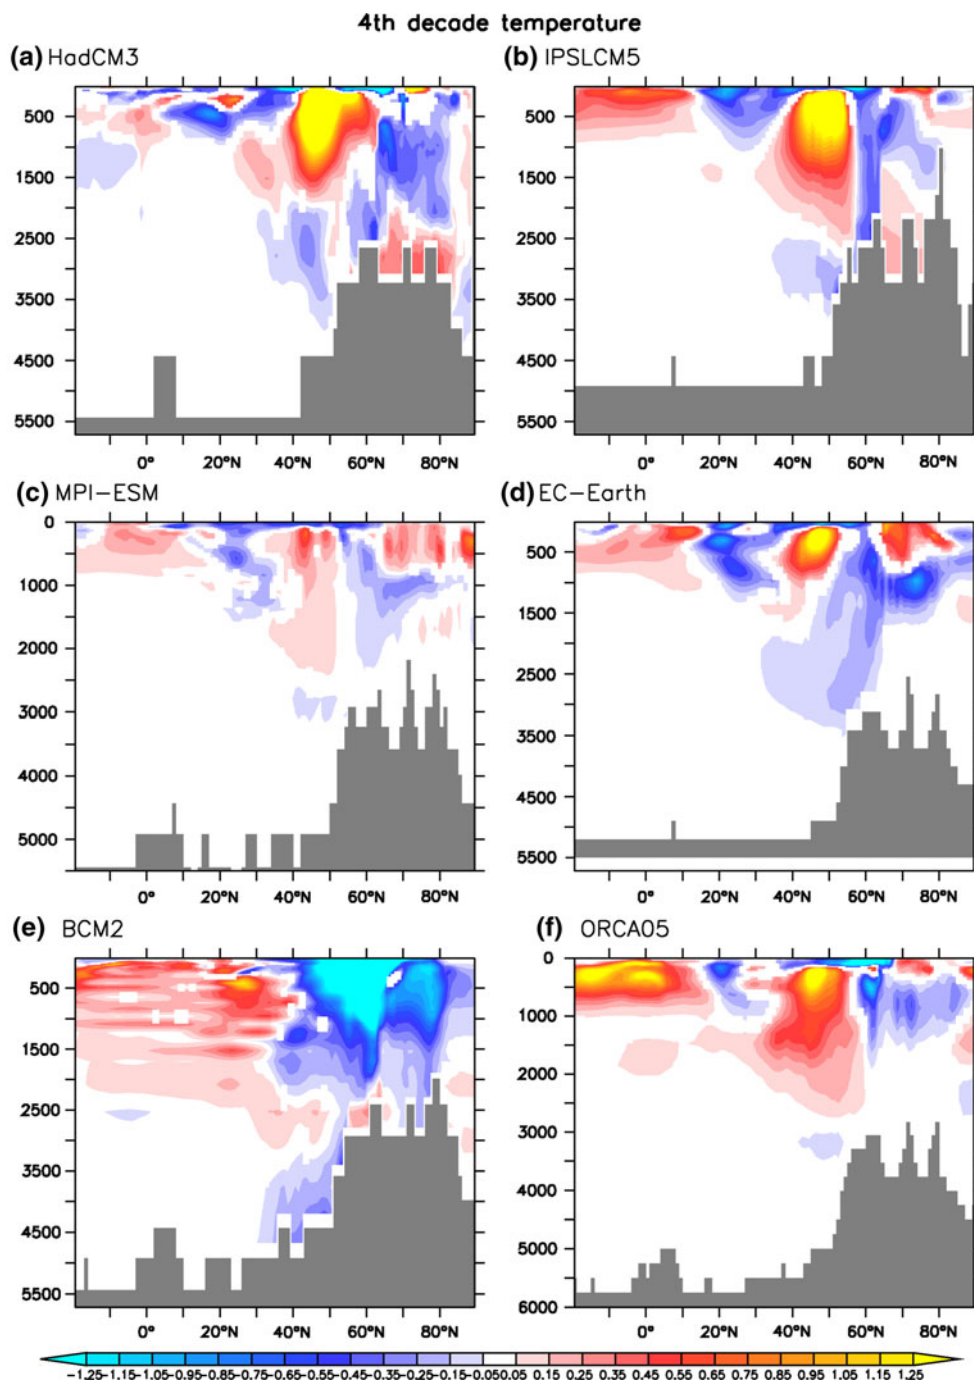 4th decade temperature
(a) HadCM3
(b) IPSLCM5
500
1500
2500
3500
4500
5500
0° 20°N 40°N 60°N 80°N
500
1500
2500
3500
4500
5500
0° 20°N 40°N 60°N 80°N
(c) MPI-ESM
(d) EC-Earth
0
1000
2000
3000
4000
5000
0° 20°N 40°N 60°N 80°N
500
1500
2500
3500
4500
5500
0° 20°N 40°N 60°N 80°N
(e) BCM2
(f) ORCA05
500
1500
2500
3500
4500
5500
0° 20°N 40°N 60°N 80°N
0
1000
2000
3000
4000
5000
6000
0° 20°N 40°N 60°N 80°N
-1.25 -1.15 -1.05 -0.95 -0.85 -0.75 -0.65 -0.55 -0.45 -0.35 -0.25 -0.15 -0.05 0.05 0.15 0.25 0.35 0.45 0.55 0.65 0.75 0.85 0.95 1.05 1.15 1.25